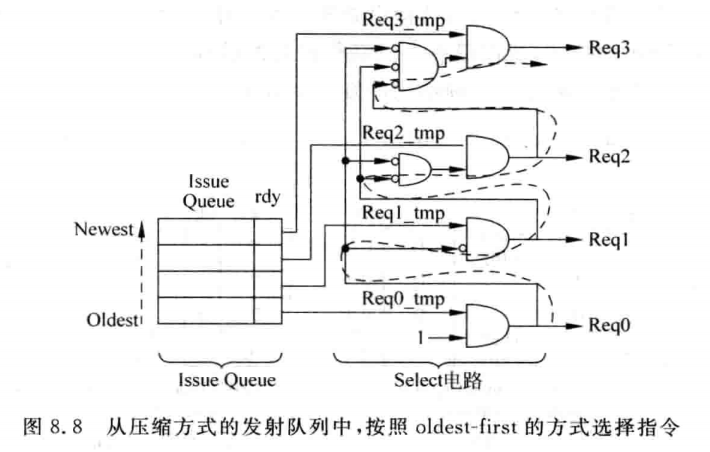 Req3_tmp
Req3
Req2_tmp
Req2
Issue
Queue
rdy
Newest
Req1_tmp
Req1
Oldest
Req0_tmp
1
Req0
Issue Queue
Select电路
图 8.8 从压缩方式的发射队列中,按照 oldest-first 的方式选择指令